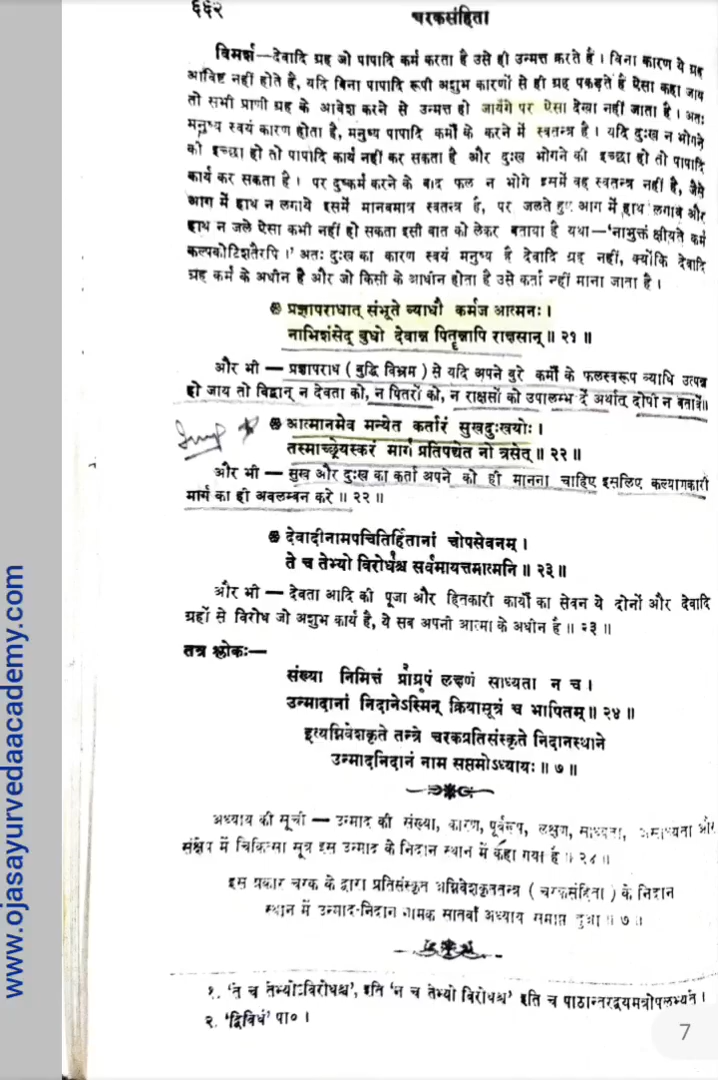 ६६२
चरकसंहिता
विमर्श—देवादि ग्रह जो पापादि कर्म करता है उसे ही उन्मत्त करते हैं। विना कारण ये ग्रह
आविष्ट नहीं होते हैं, यदि बिना पापादि रूपी अशुभ कारणों से ही ग्रह पकड़ते हैं ऐसा कहा जाय
तो सभी प्राणी ग्रह के आवेश करने से उन्मत्त हो जायेंगे पर ऐसा देखा नहीं जाता है। अतः
मनुष्य स्वयं कारण होता है, मनुष्य पापादि कर्मों के करने में स्वतन्त्र है। यदि दुःख न भोगने
की इच्छा हो तो पापादि कार्य नहीं कर सकता है और दुःख भोगने की इच्छा हो तो पापादि
कार्य कर सकता है। पर दुष्कर्म करने के बाद फल न भोगे इसमें वह स्वतन्त्र नहीं है, जैसे
आग में हाथ न लगाये इसमें मानवमात्र स्वतन्त्र है, पर जलते हुए आग में हाथ लगावे और
हाथ न जले ऐसा कभी नहीं हो सकता इसी बात को लेकर बताया है यथा—'नाभुक्तं क्षीयते कर्म
कल्पकोटिशतैरपि।' अतः दुःख का कारण स्वयं मनुष्य है देवादि ग्रह नहीं, क्योंकि देवादि
ग्रह कर्म के अधीन है और जो किसी के आधीन होता है उसे कर्ता नहीं माना जाता है।
❀ प्रज्ञापराधात् संभूते व्याधौ कर्मज आत्मनः।
नाभिशंसेद् बुधो देवान्न पितॄन्नापि राक्षसान्॥ २१॥
और भी — प्रज्ञापराध ( बुद्धि विभ्रम ) से यदि अपने बुरे कर्मों के फलस्वरूप व्याधि उत्पन्न
हो जाय तो विद्वान् न देवता को, न पितरों को, न राक्षसों को उपालम्भ दें अर्थात् दोषी न बतावें॥
Imp
❀ आत्मानमेव मन्येत कर्तारं सुखदुःखयोः।
तस्माच्छ्रेयस्करं मार्गं प्रतिपद्येत नो त्रसेत्॥ २२॥
और भी — सुख और दुःख का कर्ता अपने को ही मानना चाहिए इसलिए कल्याणकारी
मार्ग का ही अवलम्बन करे॥ २२॥
❀ देवादीनामपचितिर्हितानां चोपसेवनम्।
ते च तेभ्यो विरोधश्च सर्वमायत्तमात्मनि॥ २३॥
और भी — देवता आदि की पूजा और हितकारी कार्यों का सेवन ये दोनों और देवादि
ग्रहों से विरोध जो अशुभ कार्य है, ये सब अपनी आत्मा के अधीन है॥ २३॥
तत्र श्लोकः—
संख्या निमित्तं प्राग्रूपं लक्षणं साध्यता न च।
उन्मादानां निदानेऽस्मिन् क्रियासूत्रं च भाषितम्॥ २४॥
इत्यग्निवेशकृते तन्त्रे चरकप्रतिसंस्कृते निदानस्थाने
उन्मादनिदानं नाम सप्तमोऽध्यायः॥ ७॥
अध्याय की सूची — उन्माद की संख्या, कारण, पूर्वरूप, लक्षण, साध्यता, असाध्यता और
संक्षेप में चिकित्सा सूत्र इस उन्माद के निदान स्थान में कहा गया है॥ २४॥
इस प्रकार चरक के द्वारा प्रतिसंस्कृत अग्निवेशकृततन्त्र ( चरकसंहिता ) के निदान
स्थान में उन्माद-निदान नामक सातवाँ अध्याय समाप्त हुआ॥ ७॥
१. 'त च तेभ्योऽविरोधश्च', इति 'न च तेभ्यो विरोधश्च' इति च पाठान्तरद्वयमत्रोपलभ्यते।
२. 'द्विविधं' पा०।
7
www.ojasayurvedaacademy.com